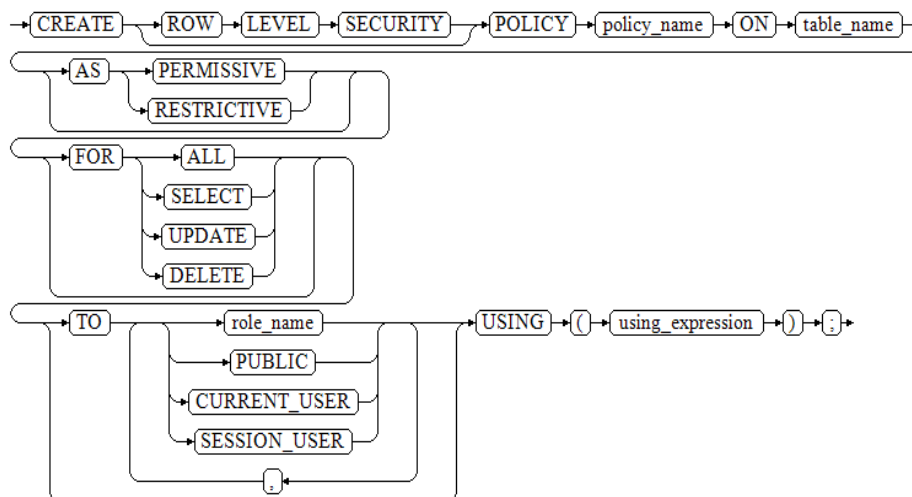 CREATE ROW LEVEL SECURITY POLICY policy_name ON table_name
AS PERMISSIVE
RESTRICTIVE
FOR ALL
SELECT
UPDATE
DELETE
TO role_name USING ( using_expression ) ;
PUBLIC
CURRENT_USER
SESSION_USER
,